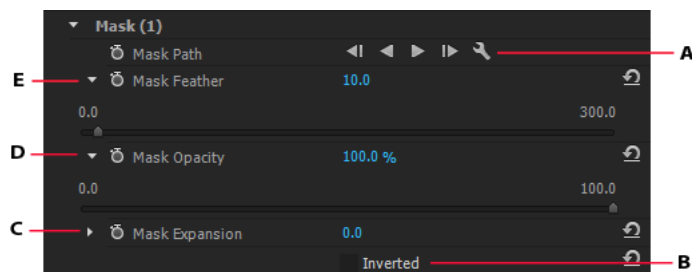 Mask (1)
Mask Path A
E Mask Feather 10.0
0.0 300.0
D Mask Opacity 100.0 %
0.0 100.0
C Mask Expansion 0.0
Inverted B